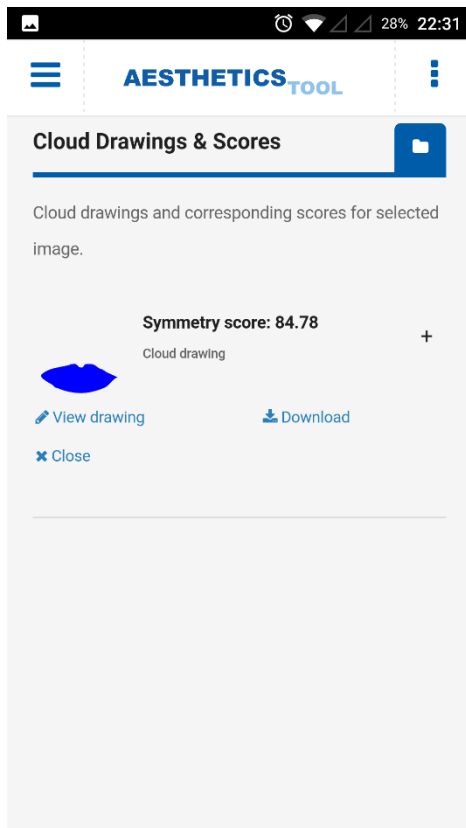 28% 22:31
AESTHETICS TOOL
Cloud Drawings & Scores
Cloud drawings and corresponding scores for selected
image.
Symmetry score: 84.78
Cloud drawing
View drawing
Download
Close